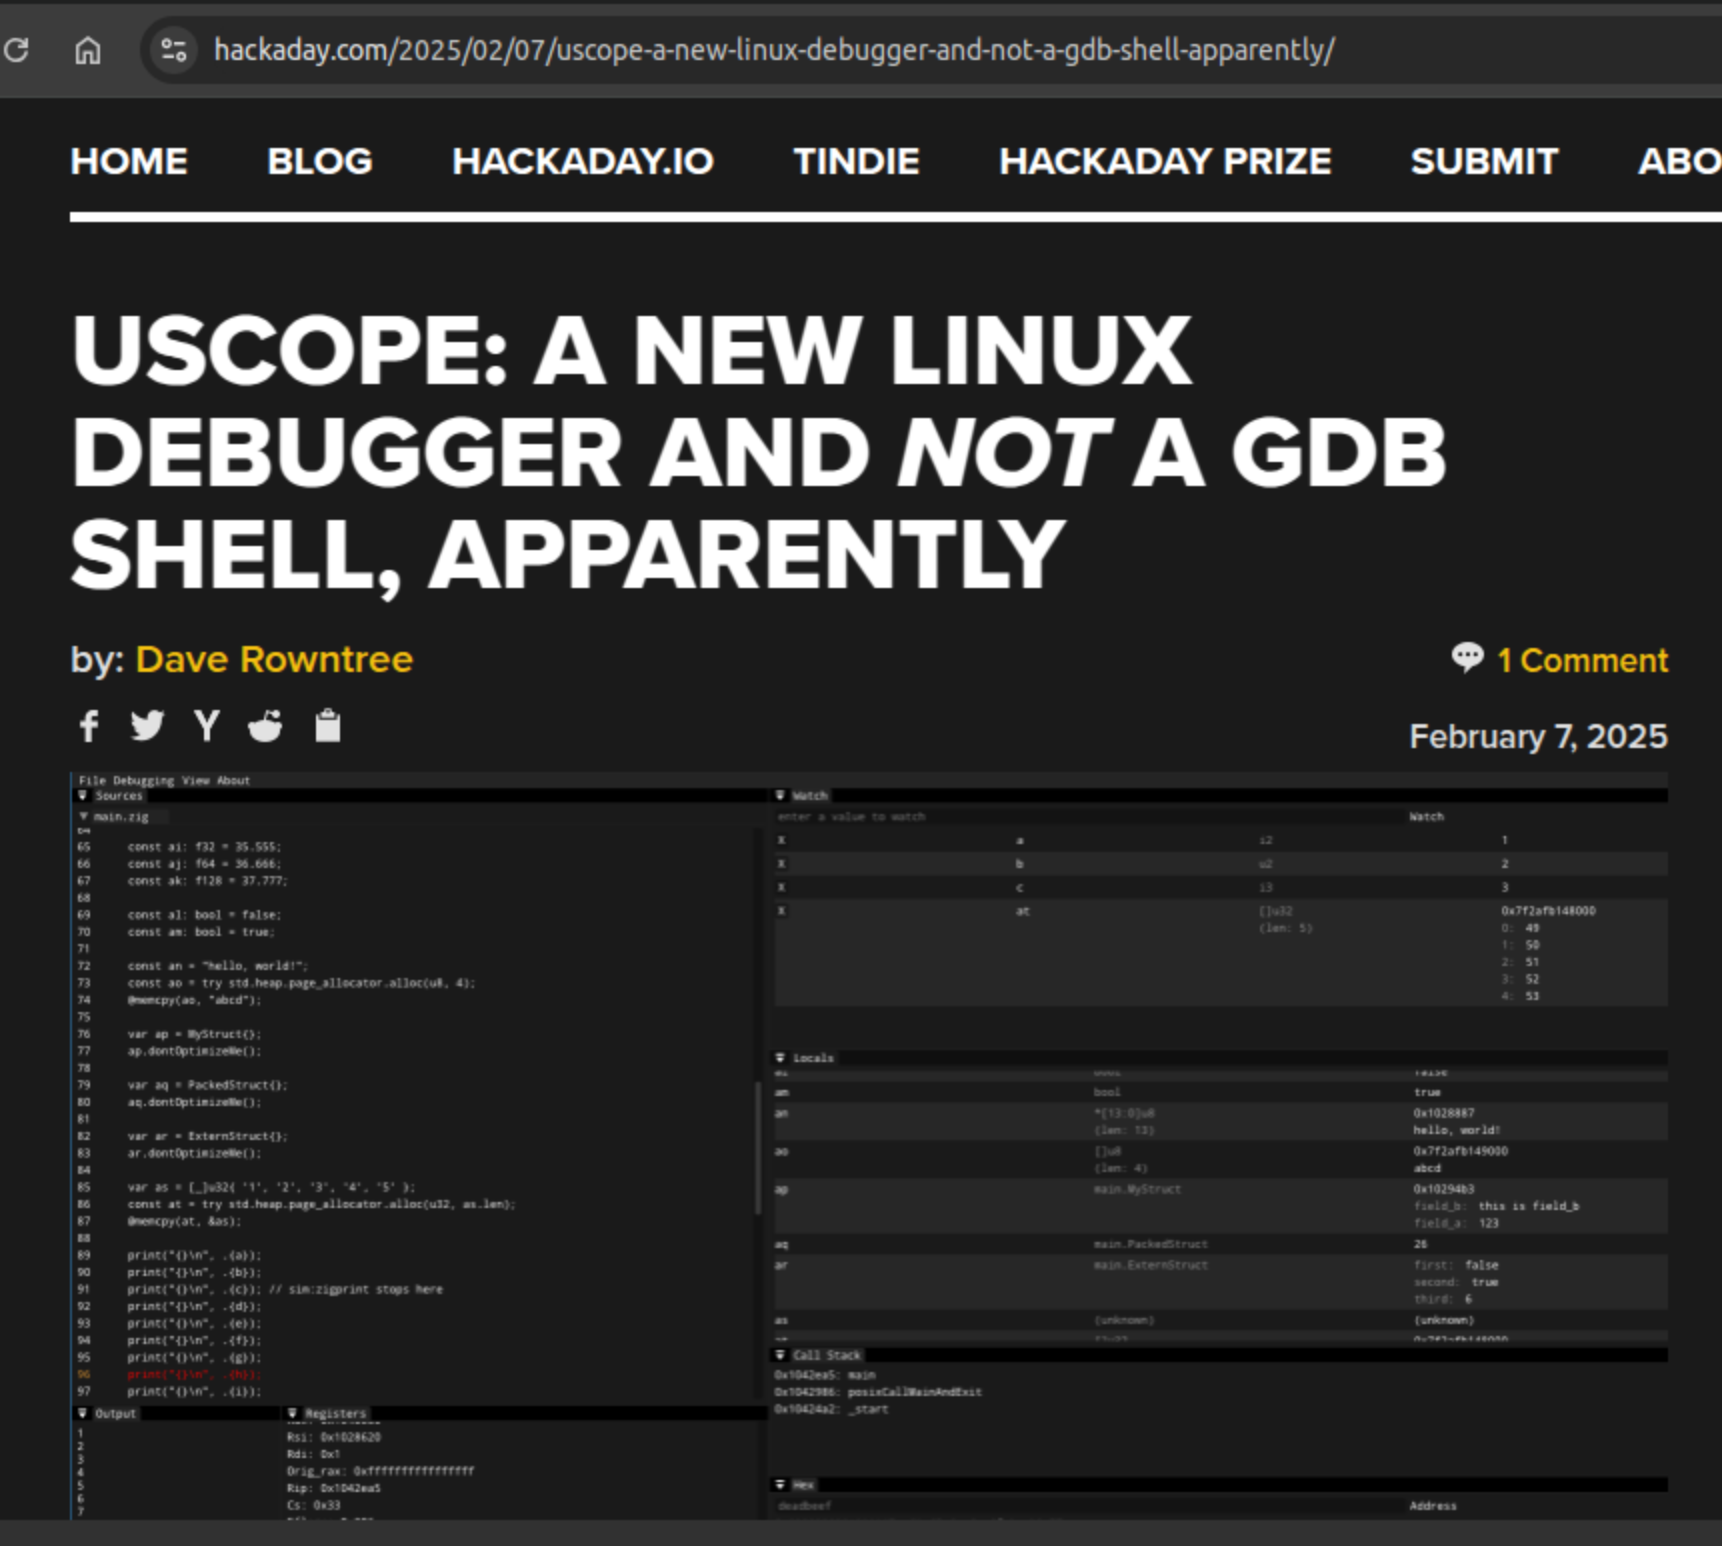 hackaday.com/2025/02/07/uscope-a-new-linux-debugger-and-not-a-gdb-shell-apparently/
HOME BLOG HACKADAY.IO TINDIE HACKADAY PRIZE SUBMIT ABO
USCOPE: A NEW LINUX
DEBUGGER AND NOT A GDB
SHELL, APPARENTLY
by: Dave Rowntree
1 Comment
February 7, 2025
File Debugging View About
Sources
main.zig
64
65 const ai: f32 = 35.555;
66 const aj: f64 = 36.666;
67 const ak: f128 = 37.777;
68
69 const al: bool = false;
70 const am: bool = true;
71
72 const an = "hello, world!";
73 const ao = try std.heap.page_allocator.alloc(u8, 4);
74 @memcpy(ao, "abcd");
75
76 var ap = MyStruct{};
77 ap.dontOptimizeMe();
78
79 var aq = PackedStruct{};
80 aq.dontOptimizeMe();
81
82 var ar = ExternStruct{};
83 ar.dontOptimizeMe();
84
85 var as = [_]u32{ '1', '2', '3', '4', '5' };
86 const at = try std.heap.page_allocator.alloc(u32, as.len);
87 @memcpy(at, &as);
88
89 print("{}\n", .{a});
90 print("{}\n", .{b});
91 print("{}\n", .{c}); // sim:zigprint stops here
92 print("{}\n", .{d});
93 print("{}\n", .{e});
94 print("{}\n", .{f});
95 print("{}\n", .{g});
96 print("{}\n", .{h});
97 print("{}\n", .{i});
Output
1
2
3
4
5
6
7
Registers
Rsi: 0x1028620
Rdi: 0x1
Orig_rax: 0xffffffffffffffff
Rip: 0x1042ea5
Cs: 0x33
Watch
enter a value to watch Watch
X a i2 1
X b u2 2
X c i3 3
X at []u32 0x7f2afb148000
(len: 5) 0: 49
1: 50
2: 51
3: 52
4: 53
Locals
al bool false
am bool true
an *[13:0]u8 0x1028887
(len: 13) hello, world!
ao []u8 0x7f2afb149000
(len: 4) abcd
ap main.MyStruct 0x10294b3
field_b: this is field_b
field_a: 123
aq main.PackedStruct 26
ar main.ExternStruct first: false
second: true
third: 6
as (unknown) (unknown)
at []u32 0x7f2afb148000
Call Stack
0x1042ea5: main
0x1042986: posixCallMainAndExit
0x10424a2: _start
Hex
deadbeef Address